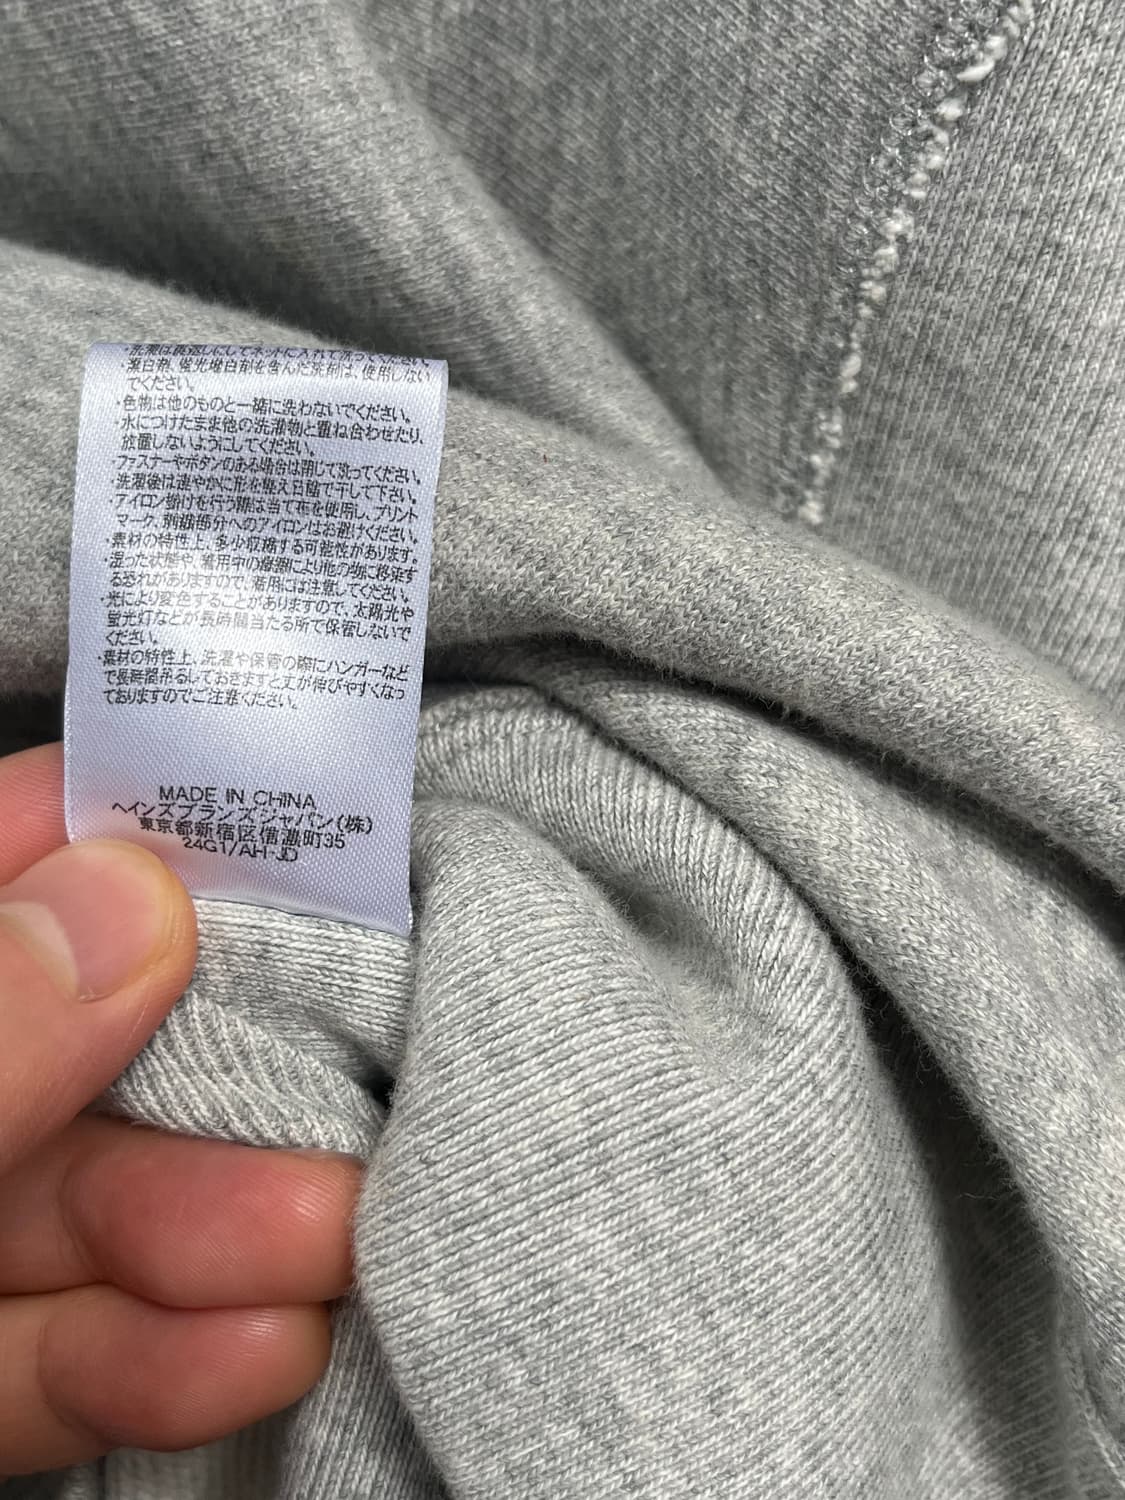 ・洗濯は裏返しにしてネットに入れて洗っ
・漂白剤、蛍光増白剤を含んだ洗剤は、使用しない
でください。
・色物は他のものと一緒に洗わないでください。
・水につけたまま他の洗濯物と重ね合わせたり、
放置しないようにしてください。
・ファスナーやボタンのある場合は閉じて洗ってください。
・洗濯後は速やかに形を整え日陰で干して下さい。
・アイロン掛けを行う際は当て布を使用し、プリント
マーク、刺繍部分へのアイロンはお避けください。
・素材の特性上、多少収縮する可能性があります。
・湿った状態や、着用中の摩擦により他の物に移染す
る恐れがありますので、着用には注意してください。
・光により変色することがありますので、太陽光や
蛍光灯などが長時間当たる所で保管しないで
ください。
・素材の特性上、洗濯や保管の際にハンガーなど
で長時間吊るしておきますと丈が伸びやすくなっ
ておりますのでご注意ください。
MADE IN CHINA
ヘインズブランズジャパン(株)
東京都新宿区信濃町35
24G1/AH-JD